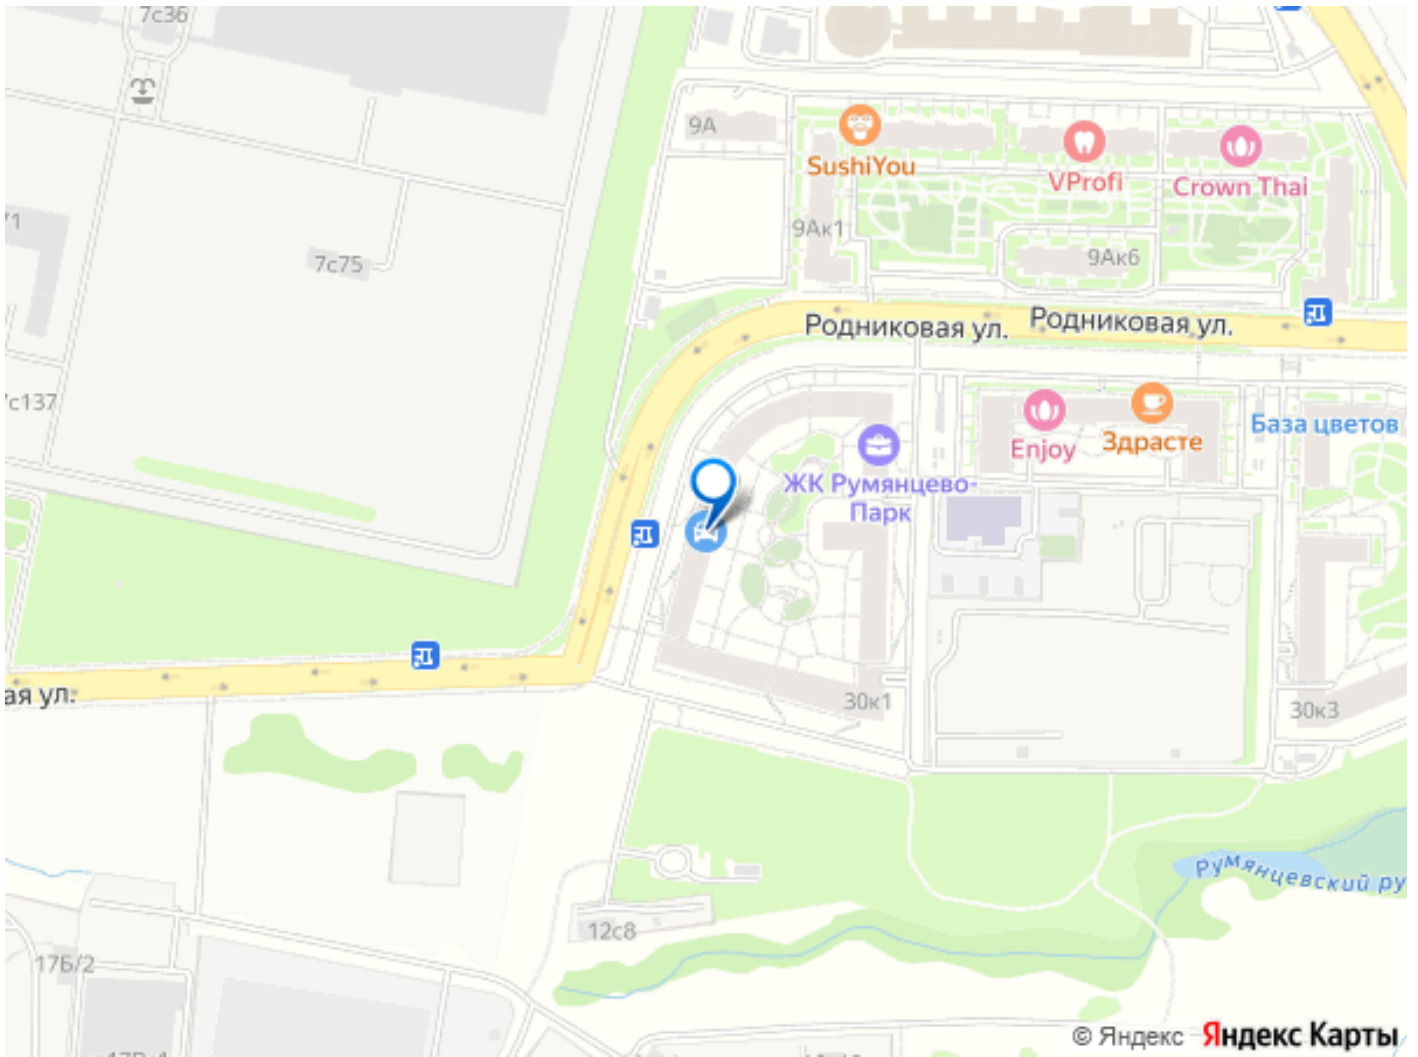 7с36
9А
SushiYou
VProfi
Crown Thai
9Ак1
9Ак6
7с75
Родниковая ул.
Родниковая ул.
с137
Enjoy
Здрасте
База цветов
ЖК Румянцево-
Парк
ая ул.
30к1
30к3
Румянцевский ру
12с8
17Б/2
© Яндекс Яндекс Карты